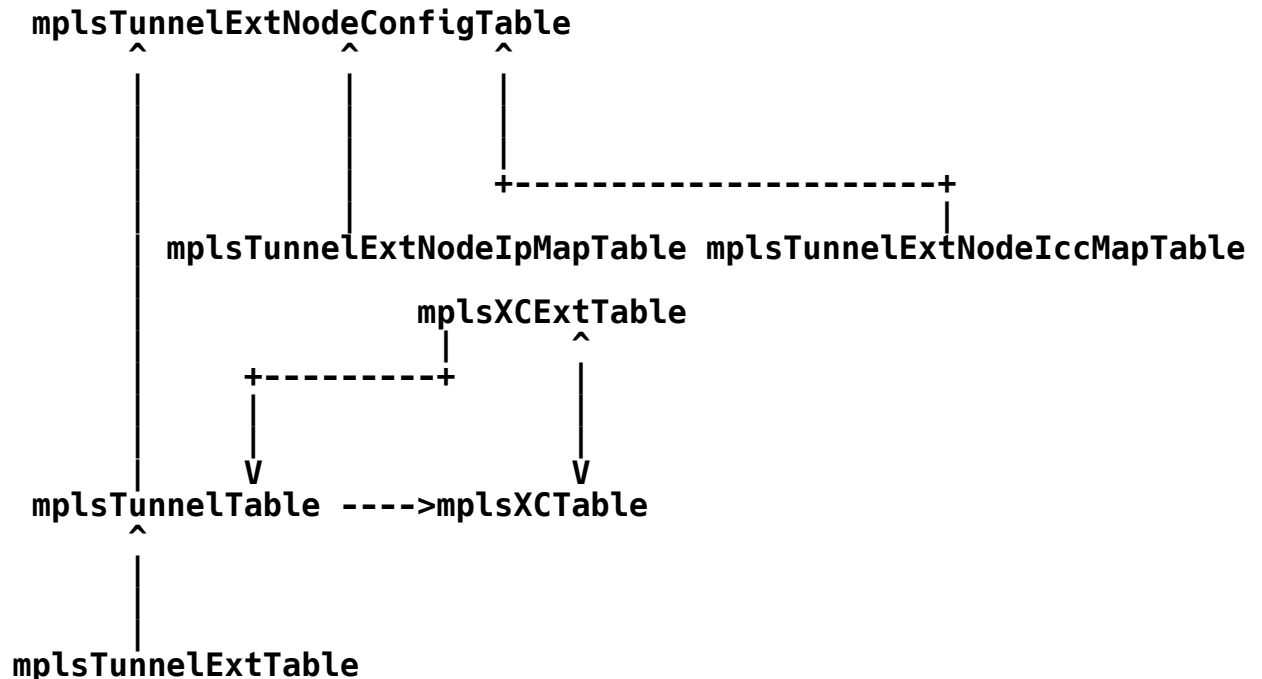 mplsTunnelExtNodeConfigTable
^ ^ ^
| | |
| | |
| | |
| | +----------------------+
| | |
| mplsTunnelExtNodeIpMapTable mplsTunnelExtNodeIccMapTable
|
| mplsXCExtTable
| | ^
| +---------+ |
| | |
| | |
| V V
mplsTunnelTable ---->mplsXCTable
^
|
|
|
mplsTunnelExtTable